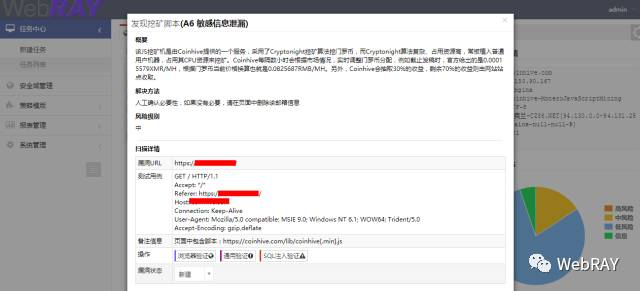 WebRAY
admin
任务中心
新建任务
任务列表
安全域管理
策略模版
报表管理
系统管理
发现挖矿脚本(A6 敏感信息泄漏)
概要
该JS挖矿机是由Coinhive提供的一个服务，采用了Cryptonight挖矿算法挖门罗币，而Cryptonight算法复杂、占用资源高，常被植入普通
用户机器，占用其CPU资源来挖矿。Coinhive每隔数小时会根据市场情况，实时调整门罗币分配，例如截止发稿时，官方给出的是0.0001
5579XMR/MH，根据门罗币当前价格换算也就是0.0825687RMB/MH。另外，Coinhive会抽取30%的收益，剩余70%的收益则由网站站
点收取。
解决方法
人工确认必要性，如果没有必要，请在页面中删除该邮箱信息
风险级别
中
扫描详情
漏洞URL
https:/
测试用例
GET / HTTP/1.1
Accept: */*
Referer: https:/
Host:
Connection: Keep-Alive
User-Agent: Mozilla/5.0 compatible; MSIE 9.0; Windows NT 6.1; WOW64; Trident/5.0
Accept-Encoding: gzip,deflate
备注信息
页面中包含脚本：https://coinhive.com/lib/coinhive(.min).js
操作
浏览器验证
通用验证
SQL注入验证
漏洞状态
新建
高风险
中风险
低风险
信息
WebRAY